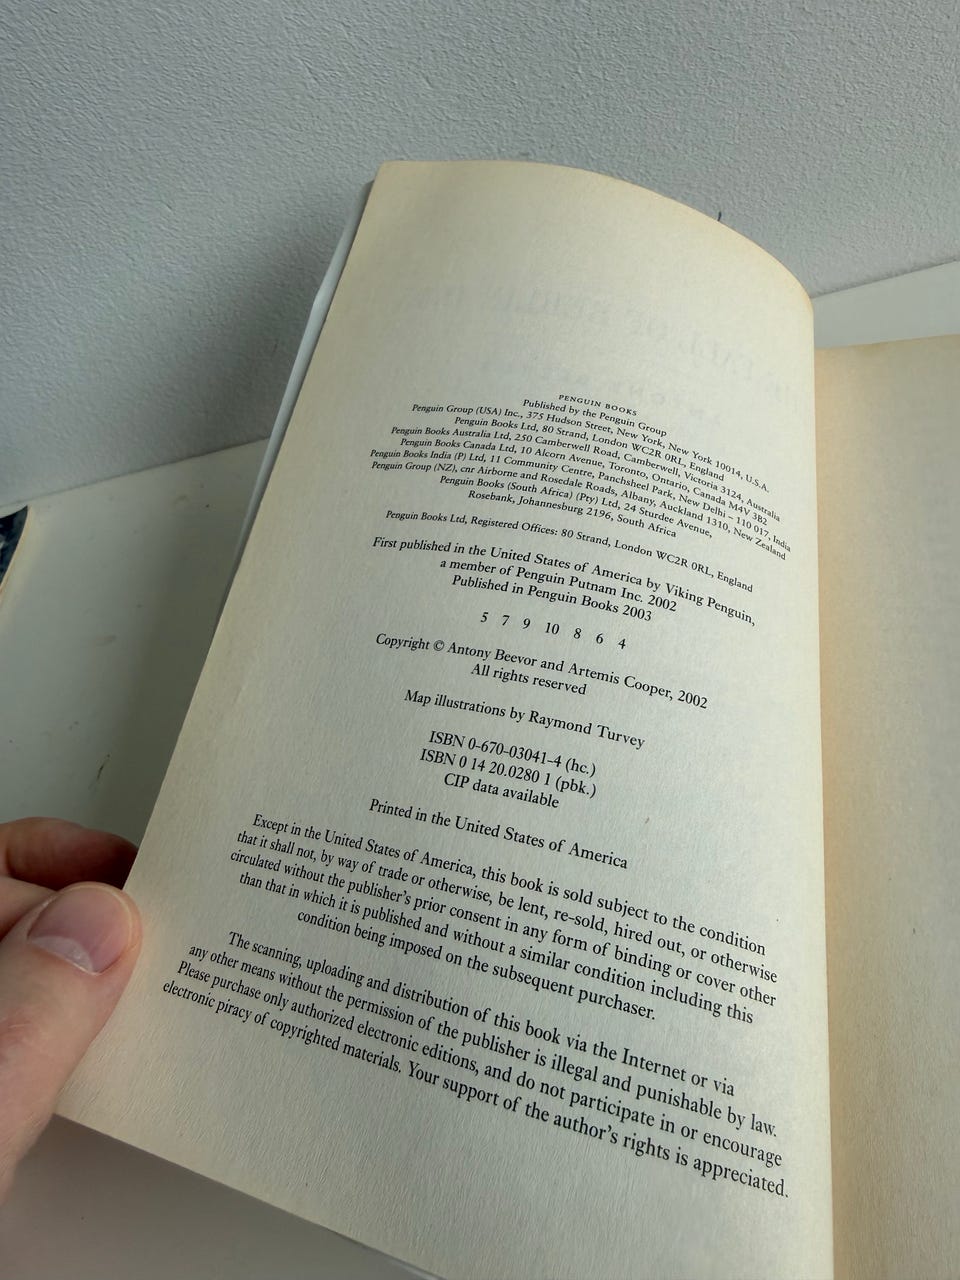 PENGUIN BOOKS
Published by the Penguin Group
Penguin Group (USA) Inc., 375 Hudson Street, New York, New York 10014, U.S.A.
Penguin Books Ltd, 80 Strand, London WC2R 0RL, England
Penguin Books Australia Ltd, 250 Camberwell Road, Camberwell, Victoria 3124, Australia
Penguin Books Canada Ltd, 10 Alcorn Avenue, Toronto, Ontario, Canada M4V 3B2
Penguin Books India (P) Ltd, 11 Community Centre, Panchsheel Park, New Delhi – 110 017, India
Penguin Group (NZ), cnr Airborne and Rosedale Roads, Albany, Auckland 1310, New Zealand
Penguin Books (South Africa) (Pty) Ltd, 24 Sturdee Avenue,
Rosebank, Johannesburg 2196, South Africa
Penguin Books Ltd, Registered Offices: 80 Strand, London WC2R 0RL, England
First published in the United States of America by Viking Penguin,
a member of Penguin Putnam Inc. 2002
Published in Penguin Books 2003
5 7 9 10 8 6 4
Copyright © Antony Beevor and Artemis Cooper, 2002
All rights reserved
Map illustrations by Raymond Turvey
ISBN 0-670-03041-4 (hc.)
ISBN 0 14 20.0280 1 (pbk.)
CIP data available
Printed in the United States of America
Except in the United States of America, this book is sold subject to the condition
that it shall not, by way of trade or otherwise, be lent, re-sold, hired out, or otherwise
circulated without the publisher's prior consent in any form of binding or cover other
than that in which it is published and without a similar condition including this
condition being imposed on the subsequent purchaser.
The scanning, uploading and distribution of this book via the Internet or via
any other means without the permission of the publisher is illegal and punishable by law.
Please purchase only authorized electronic editions, and do not participate in or encourage
electronic piracy of copyrighted materials. Your support of the author's rights is appreciated.